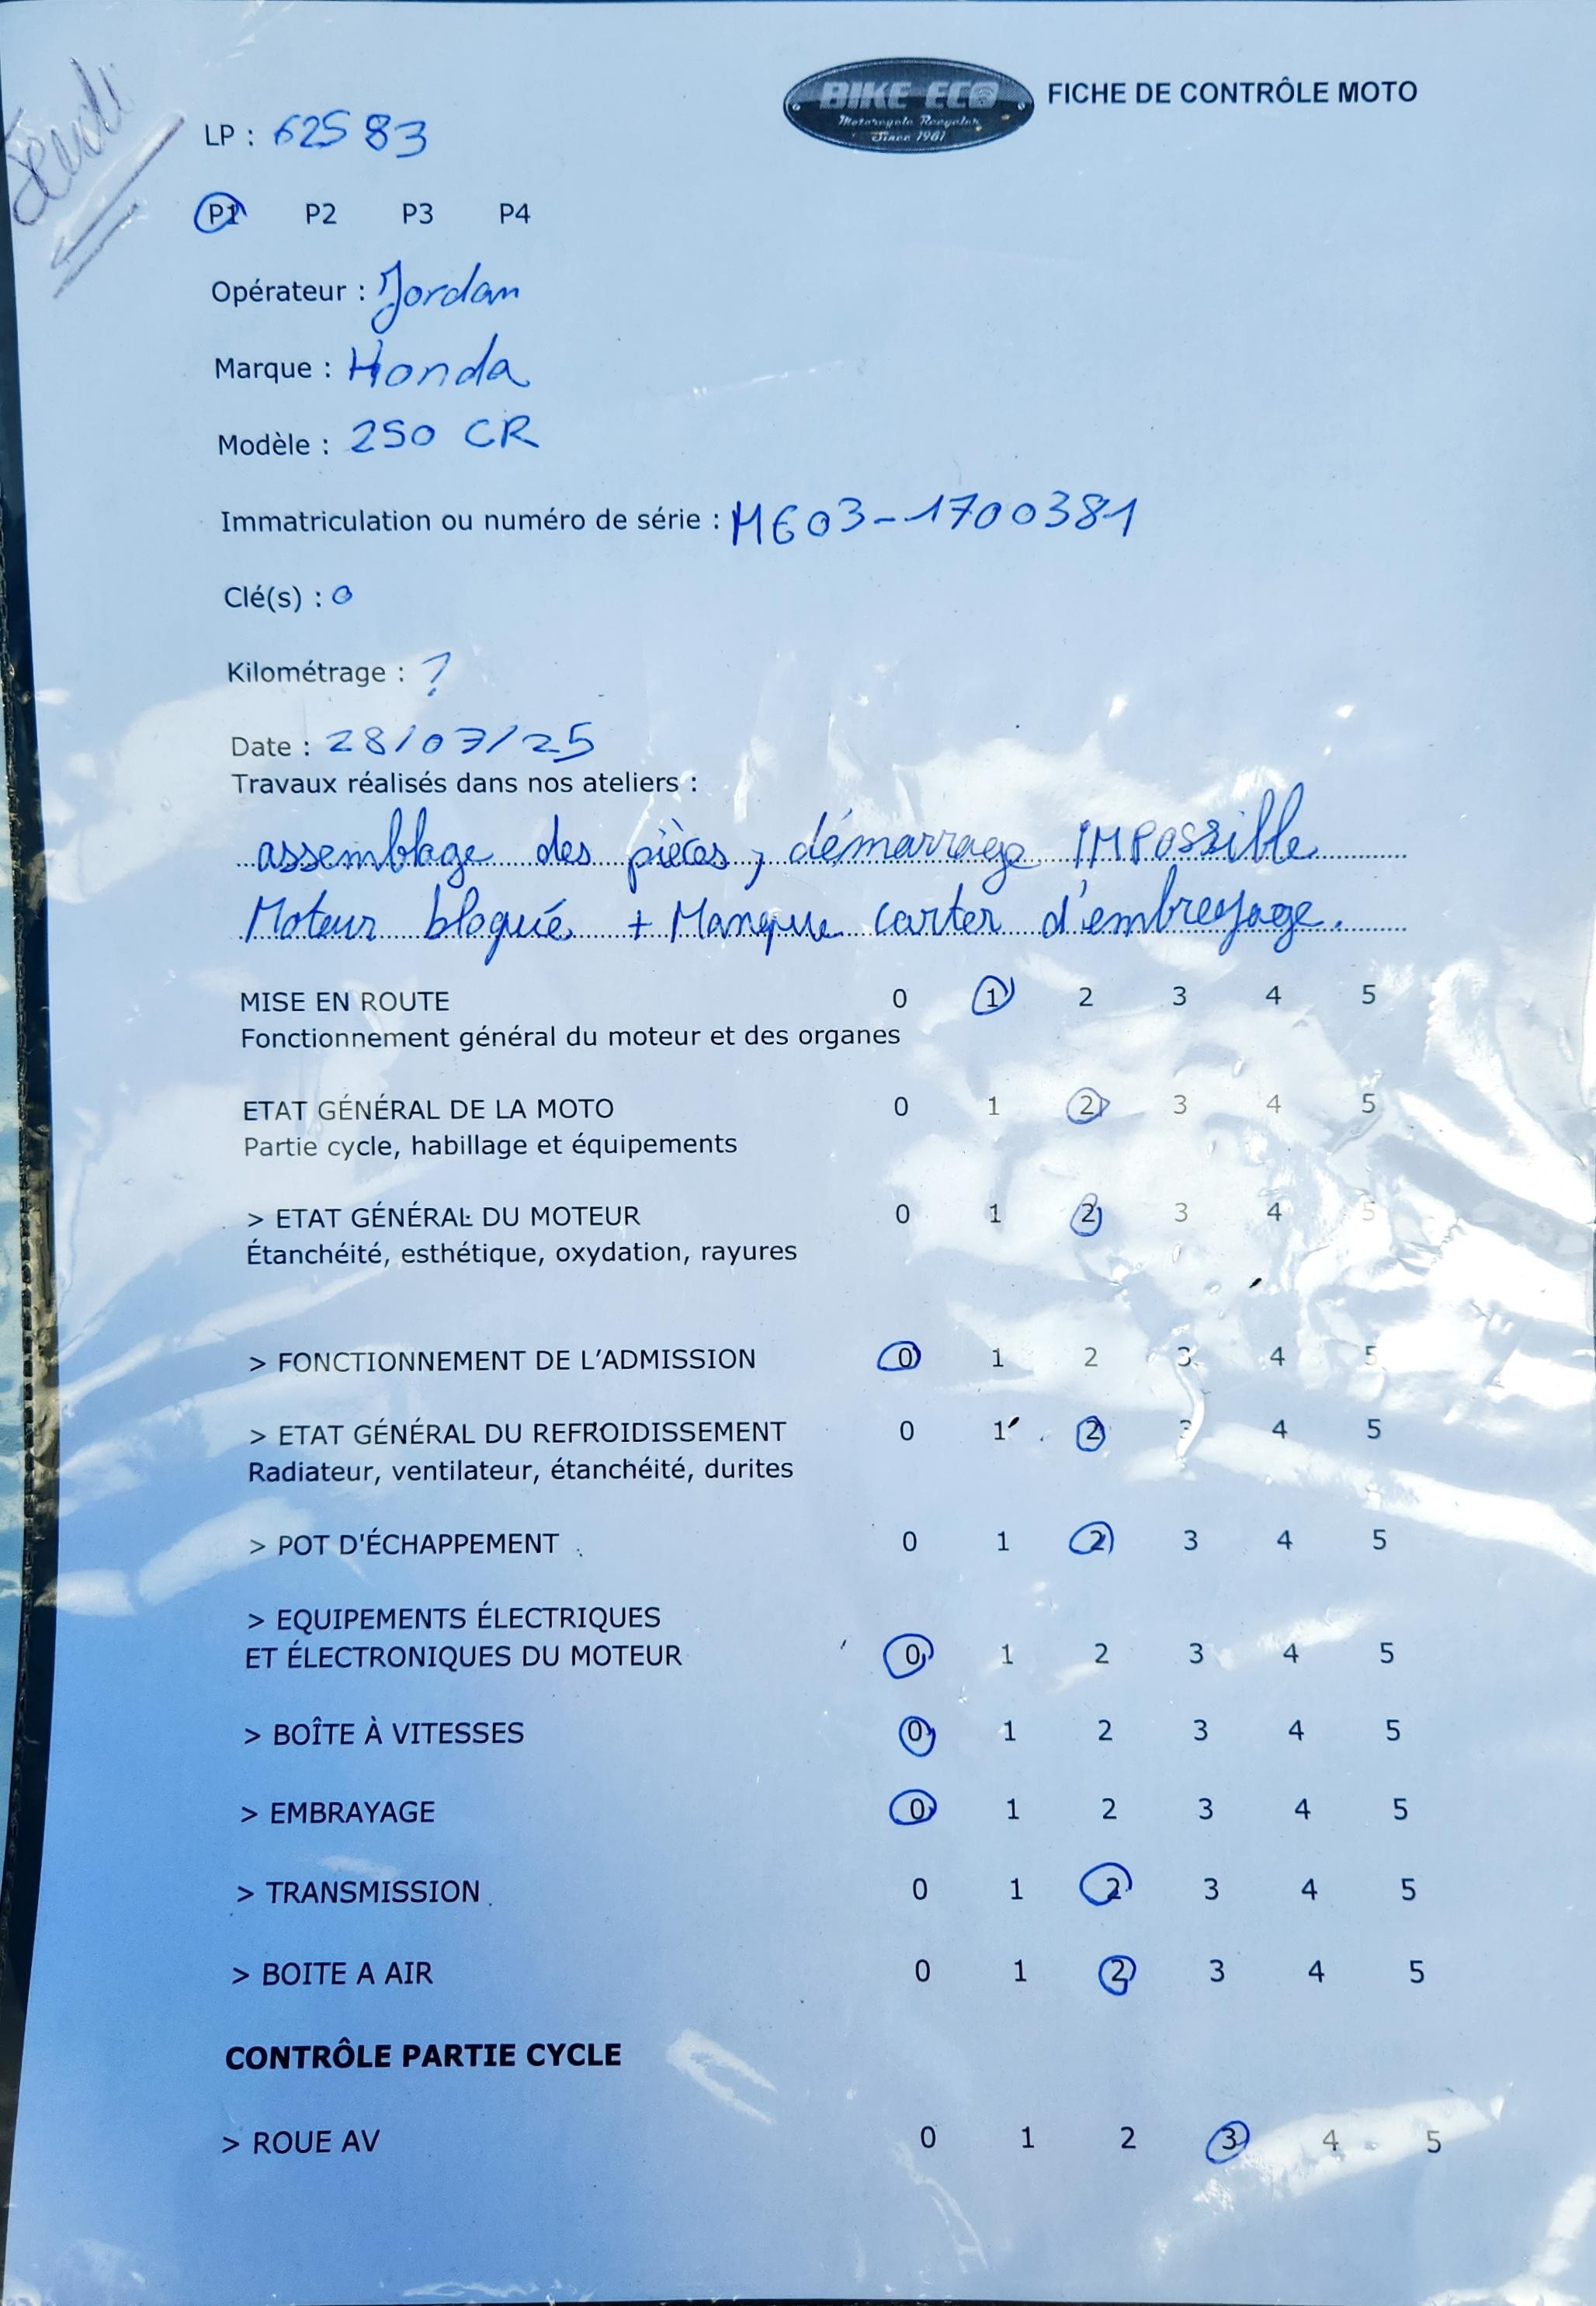 Jeudi
BIKE ECO
Motorcycle Recycler
Since 1981
FICHE DE CONTRÔLE MOTO
LP : 62583
P1 P2 P3 P4
Opérateur : Jordan
Marque : Honda
Modèle : 250 CR
Immatriculation ou numéro de série : ME03-1700381
Clé(s) : 0
Kilométrage : ?
Date : 28/07/25
Travaux réalisés dans nos ateliers :
assemblage des pièces, démarrage IMPossible
Moteur bloqué + Manque carter d'embreyage.
MISE EN ROUTE 0 1 2 3 4 5
Fonctionnement général du moteur et des organes
ETAT GÉNÉRAL DE LA MOTO 0 1 2 3 4 5
Partie cycle, habillage et équipements
> ETAT GÉNÉRAL DU MOTEUR 0 1 2 3 4 5
Étanchéité, esthétique, oxydation, rayures
> FONCTIONNEMENT DE L'ADMISSION 0 1 2 3 4 5
> ETAT GÉNÉRAL DU REFROIDISSEMENT 0 1 2 3 4 5
Radiateur, ventilateur, étanchéité, durites
> POT D'ÉCHAPPEMENT 0 1 2 3 4 5
> EQUIPEMENTS ÉLECTRIQUES
ET ÉLECTRONIQUES DU MOTEUR 0 1 2 3 4 5
> BOÎTE À VITESSES 0 1 2 3 4 5
> EMBRAYAGE 0 1 2 3 4 5
> TRANSMISSION 0 1 2 3 4 5
> BOITE A AIR 0 1 2 3 4 5
CONTRÔLE PARTIE CYCLE
> ROUE AV 0 1 2 3 4 5